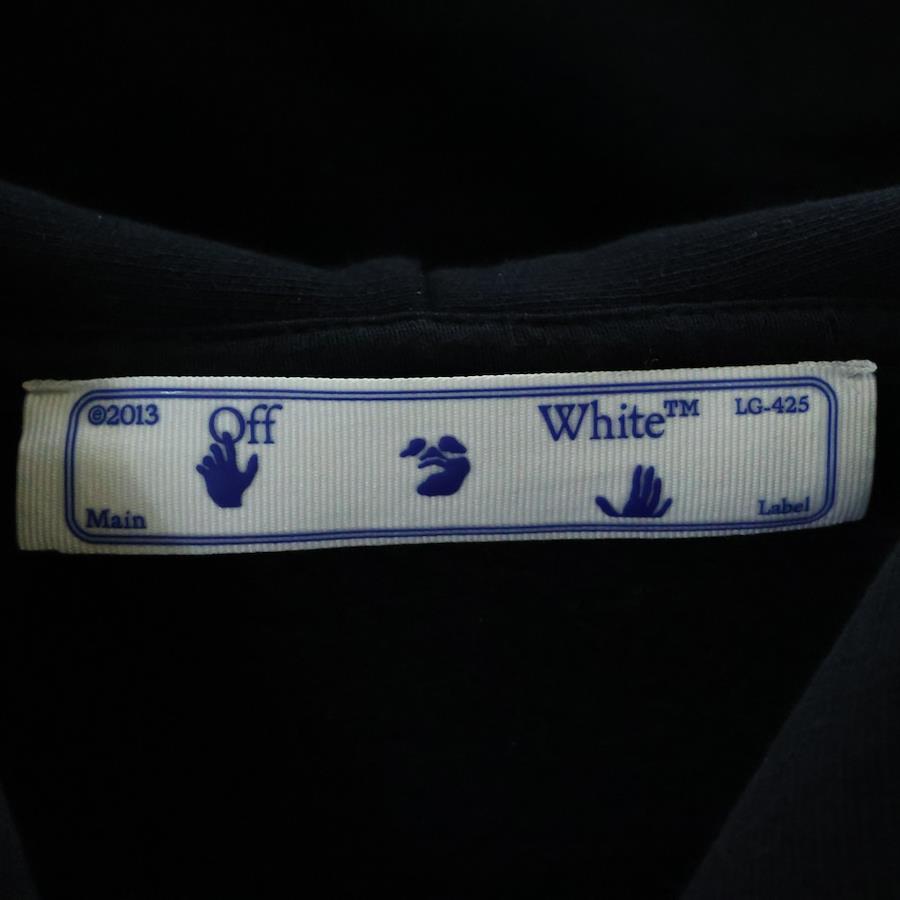 ©2013 Off White™ LG-425
Main Label